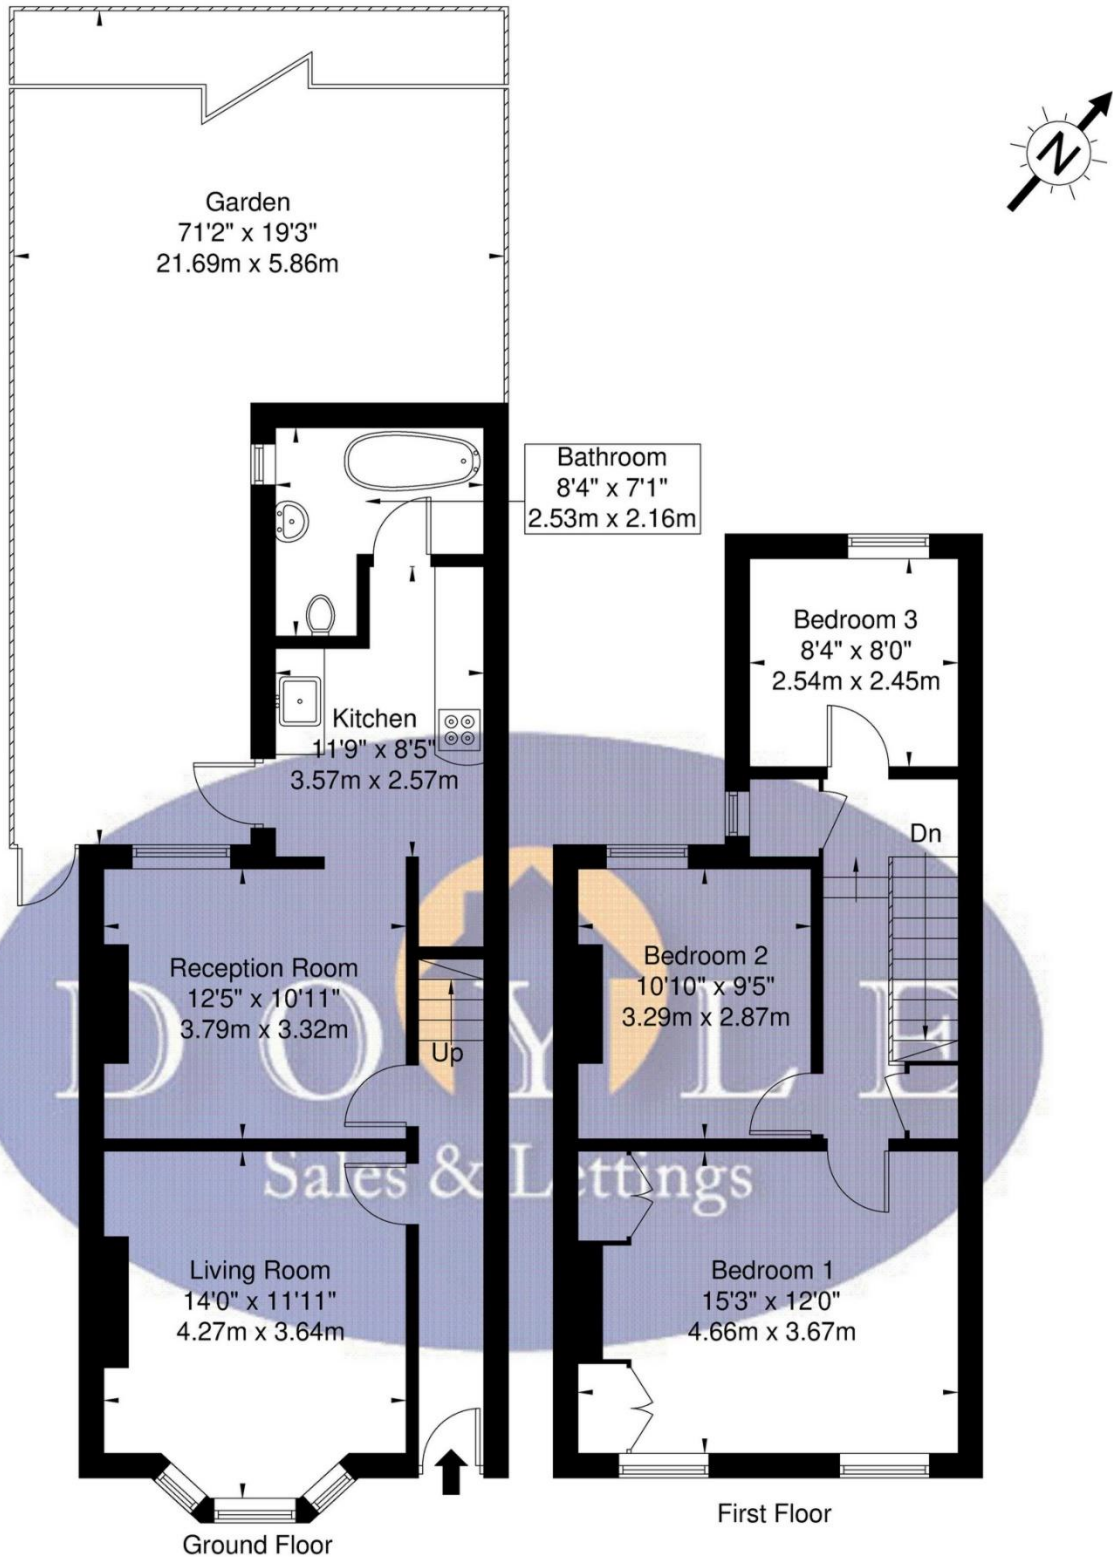 Garden
71'2" x 19'3"
21.69m x 5.86m
N
Bathroom
8'4" x 7'1"
2.53m x 2.16m
Kitchen
11'9" x 8'5"
3.57m x 2.57m
Reception Room
12'5" x 10'11"
3.79m x 3.32m
Up
Living Room
14'0" x 11'11"
4.27m x 3.64m
Ground Floor
Bedroom 3
8'4" x 8'0"
2.54m x 2.45m
Dn
Bedroom 2
10'10" x 9'5"
3.29m x 2.87m
Bedroom 1
15'3" x 12'0"
4.66m x 3.67m
First Floor
DOYLE
Sales & Lettings